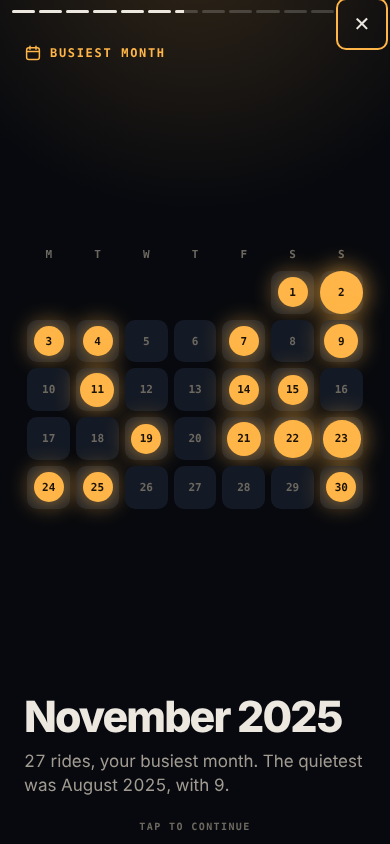 BUSIEST MONTH
M T W T F S S
1 2
3 4 5 6 7 8 9
10 11 12 13 14 15 16
17 18 19 20 21 22 23
24 25 26 27 28 29 30
November 2025
27 rides, your busiest month. The quietest
was August 2025, with 9.
TAP TO CONTINUE